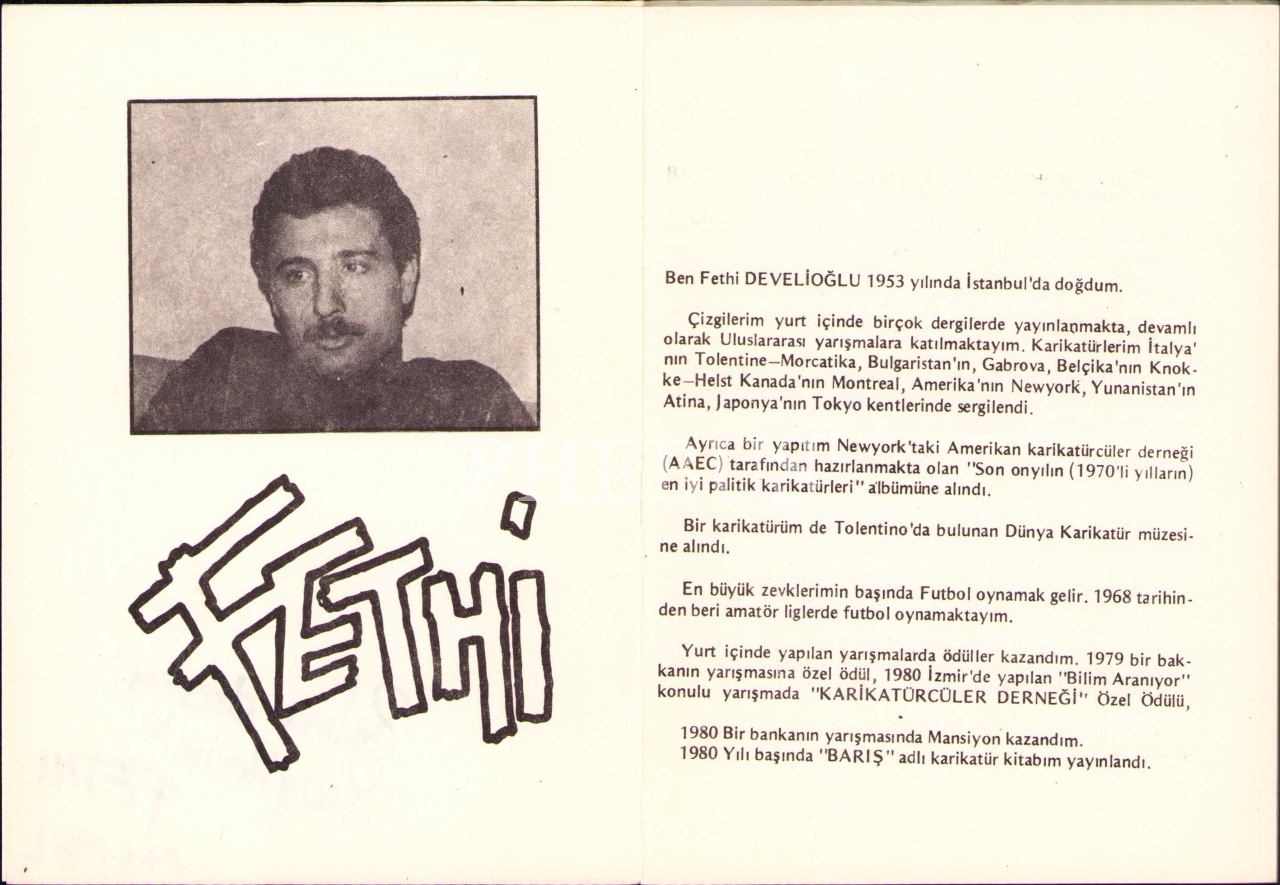 FETHİ
Ben Fethi DEVELİOĞLU 1953 yılında İstanbul'da doğdum.
Çizgilerim yurt içinde birçok dergilerde yayınlanmakta, devamlı
olarak Uluslararası yarışmalara katılmaktayım. Karikatürlerim İtalya'
nın Tolentine—Morcatika, Bulgaristan'ın, Gabrova, Belçika'nın Knok-
ke—Helst Kanada'nın Montreal, Amerika'nın Newyork, Yunanistan'ın
Atina, Japonya'nın Tokyo kentlerinde sergilendi.
Ayrıca bir yapıtım Newyork'taki Amerikan karikatürcüler derneği
(AAEC) tarafından hazırlanmakta olan "Son onyılın (1970'li yılların)
en iyi palitik karikatürleri" albümüne alındı.
Bir karikatürüm de Tolentino'da bulunan Dünya Karikatür müzesi-
ne alındı.
En büyük zevklerimin başında Futbol oynamak gelir. 1968 tarihin-
den beri amatör liglerde futbol oynamaktayım.
Yurt içinde yapılan yarışmalarda ödüller kazandım. 1979 bir bak-
kanın yarışmasına özel ödül, 1980 İzmir'de yapılan "Bilim Aranıyor"
konulu yarışmada "KARİKATÜRCÜLER DERNEĞİ" Özel Ödülü,
1980 Bir bankanın yarışmasında Mansiyon kazandım.
1980 Yılı başında "BARIŞ" adlı karikatür kitabım yayınlandı.